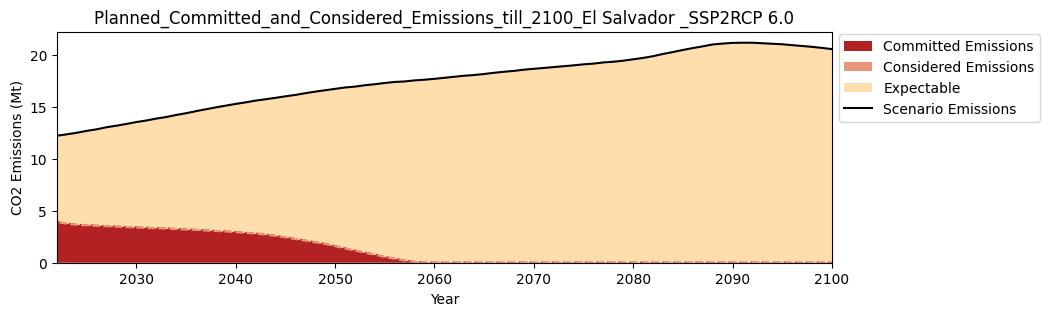 Planned_Committed_and_Considered_Emissions_till_2100_El Salvador _SSP2RCP 6.0
CO2 Emissions (Mt)
20
15
10
5
0
2030 2040 2050 2060 2070 2080 2090 2100
Year
Committed Emissions
Considered Emissions
Expectable
Scenario Emissions